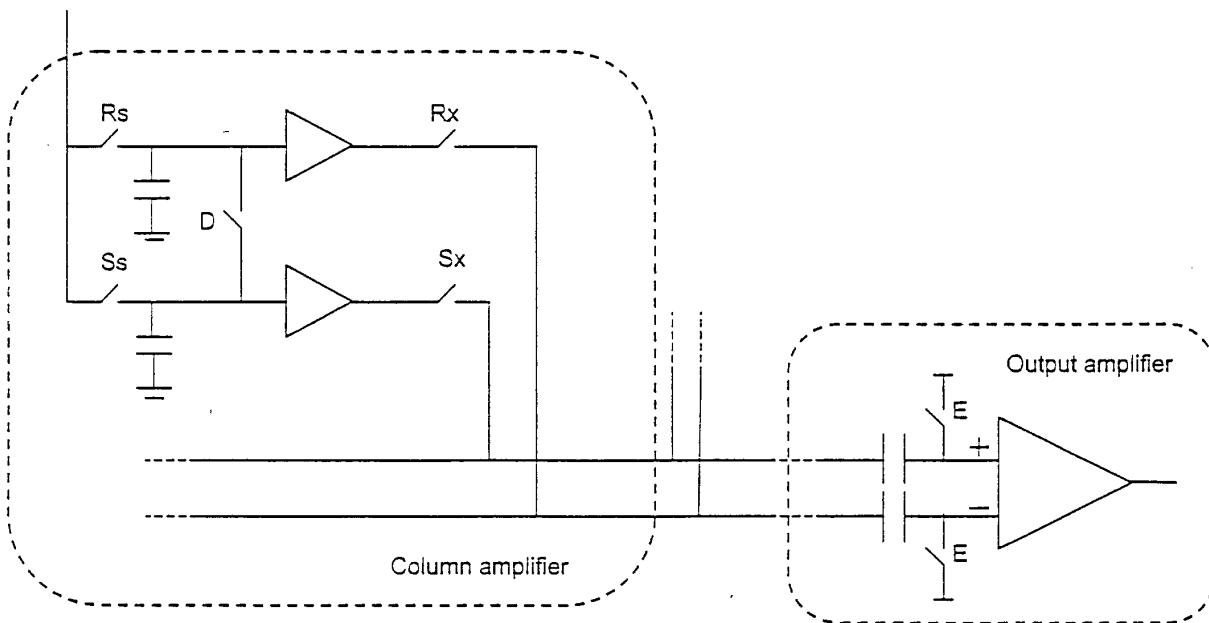 Rs
Rx
D
Ss
Sx
Output amplifier
E
+
−
E
Column amplifier